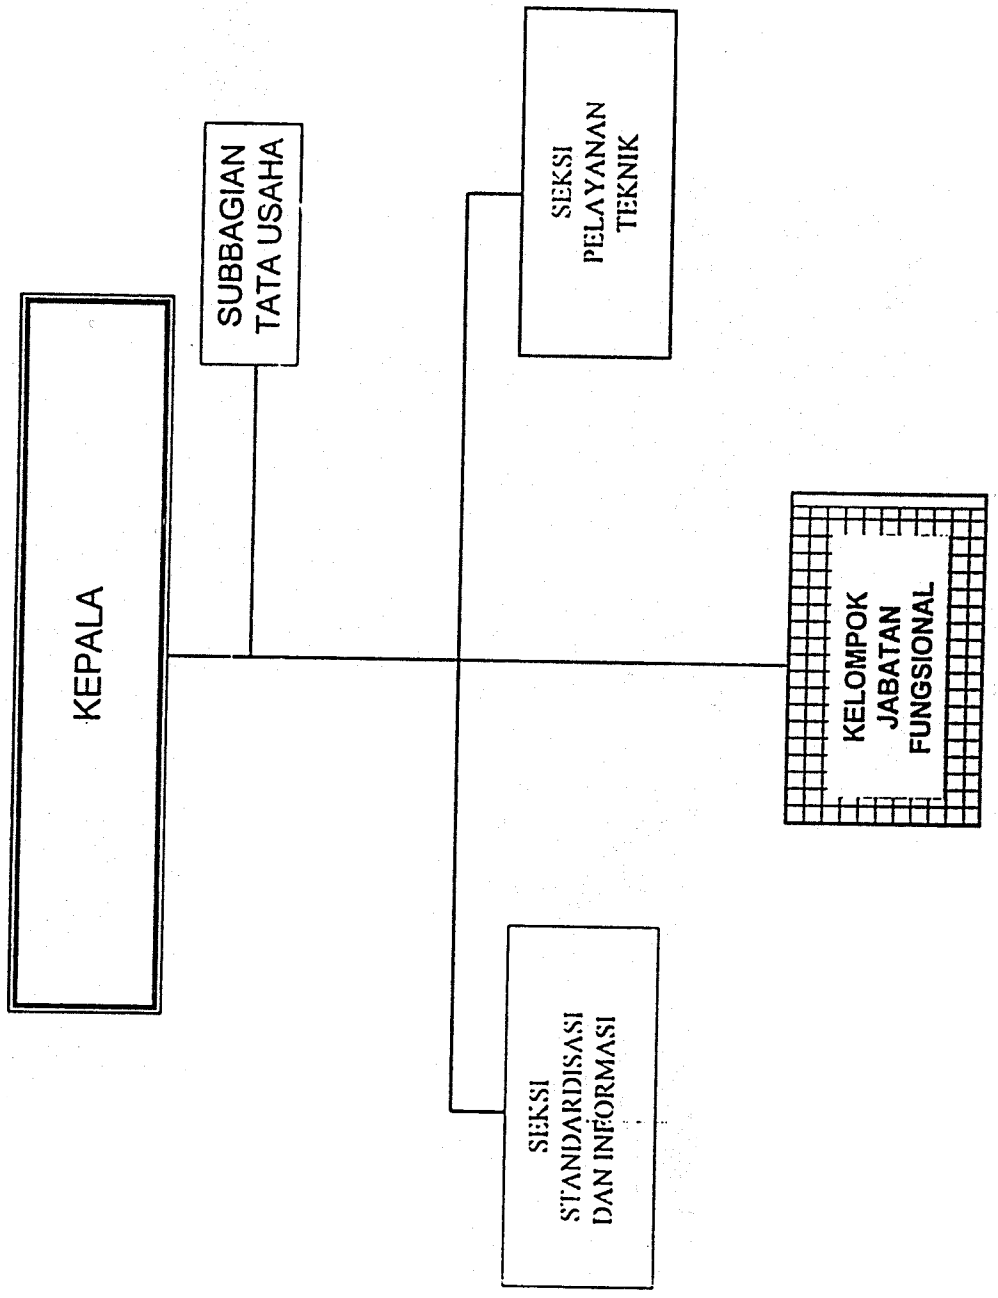 KEPALA
SUBBAGIAN
TATA USAHA
SEKSI
STANDARDISASI
DAN INFORMASI
SEKSI
PELAYANAN
TEKNIK
KELOMPOK
JABATAN
FUNGSIONAL